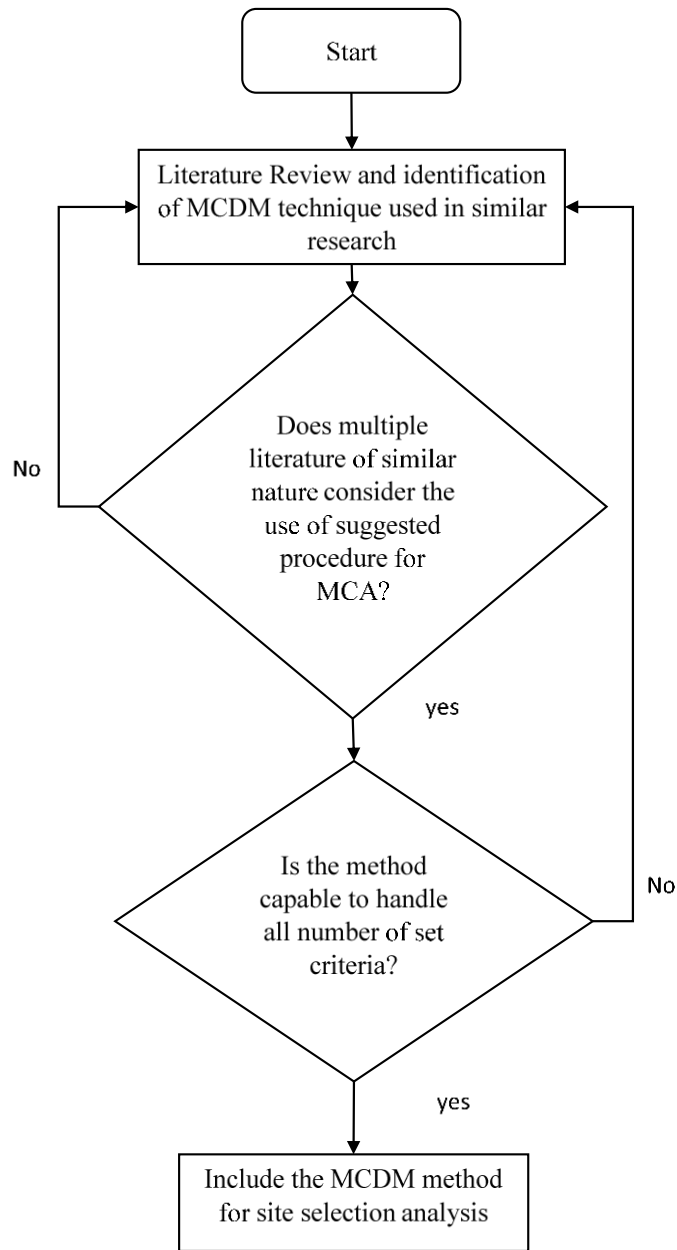 Start
Literature Review and identification
of MCDM technique used in similar
research
Does multiple
literature of similar
nature consider the
use of suggested
procedure for
MCA?
No
yes
Is the method
capable to handle
all number of set
criteria?
No
yes
Include the MCDM method
for site selection analysis